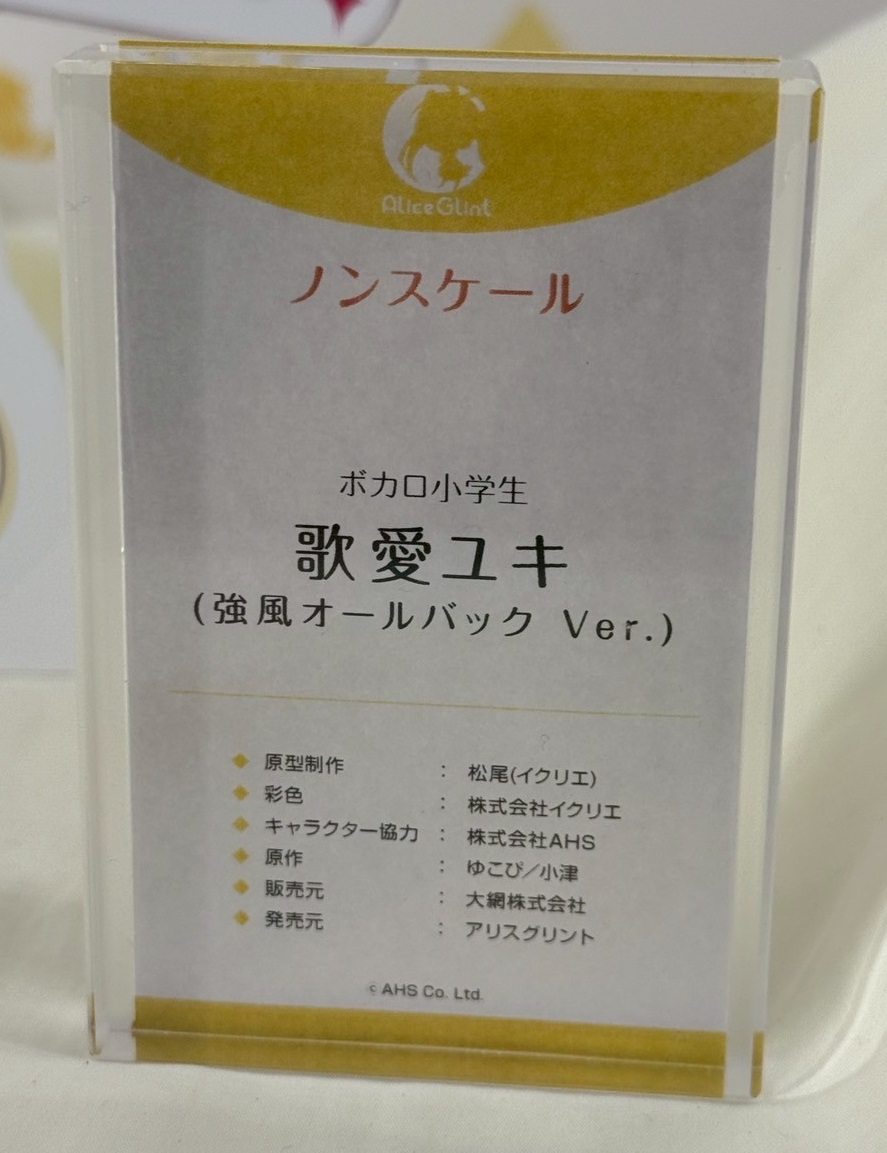 AliceGlint
ノンスケール
ボカロ小学生
歌愛ユキ
(強風オールバック Ver.)
◆ 原型制作 : 松尾(イクリエ)
◆ 彩色 : 株式会社イクリエ
◆ キャラクター協力 : 株式会社AHS
◆ 原作 : ゆこぴ／小津
◆ 販売元 : 大網株式会社
◆ 発売元 : アリスグリント
© AHS Co. Ltd.